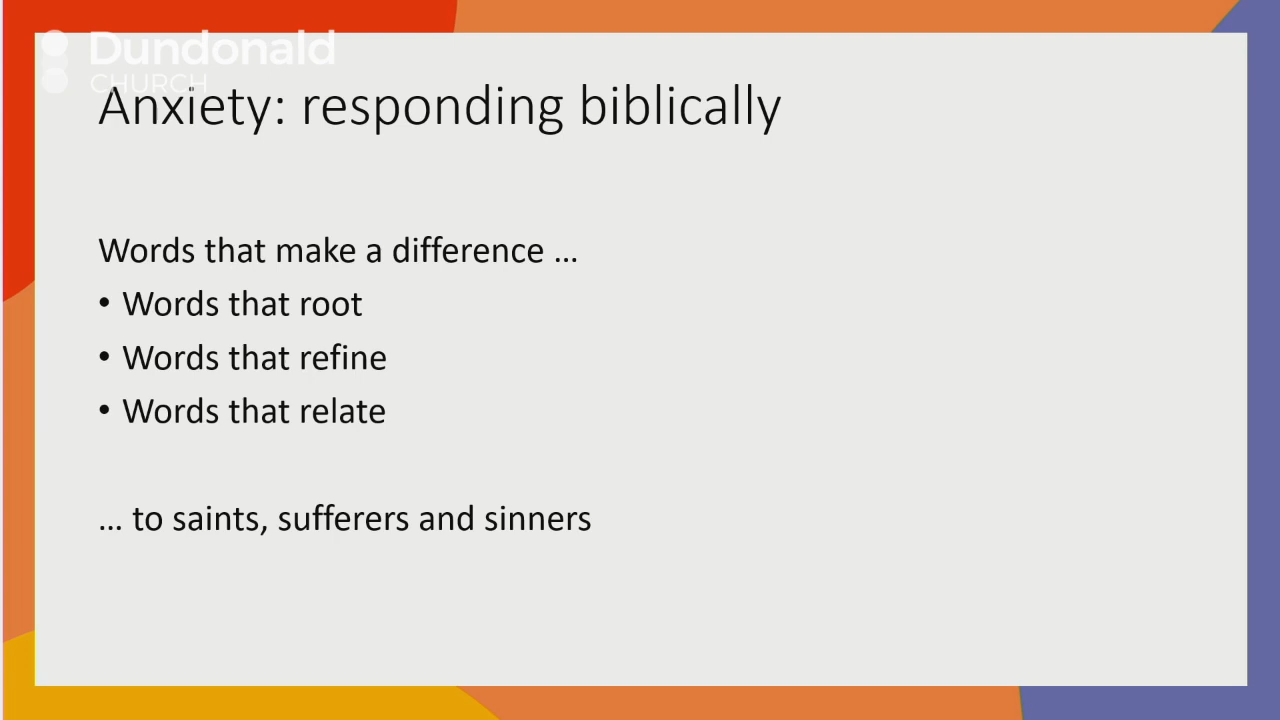 Dundonald
CHURCH
Anxiety: responding biblically
Words that make a difference …
• Words that root
• Words that refine
• Words that relate
… to saints, sufferers and sinners